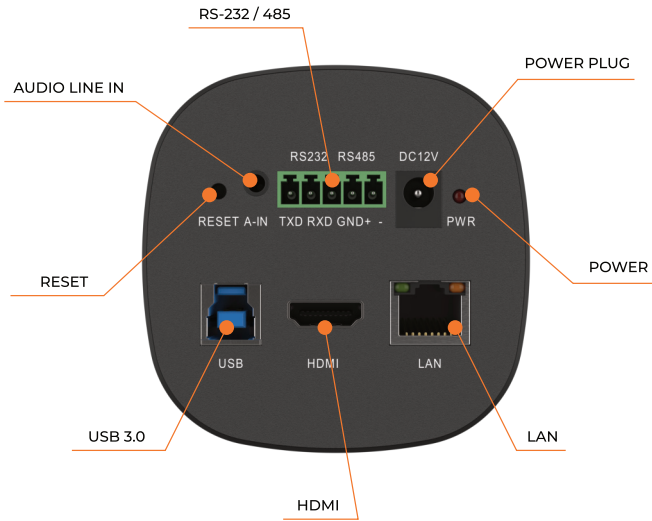 RS-232 / 485
POWER PLUG
AUDIO LINE IN
RS232 RS485 DC12V
RESET A-IN TXD RXD GND+ - PWR
POWER
RESET
USB HDMI LAN
USB 3.0
LAN
HDMI